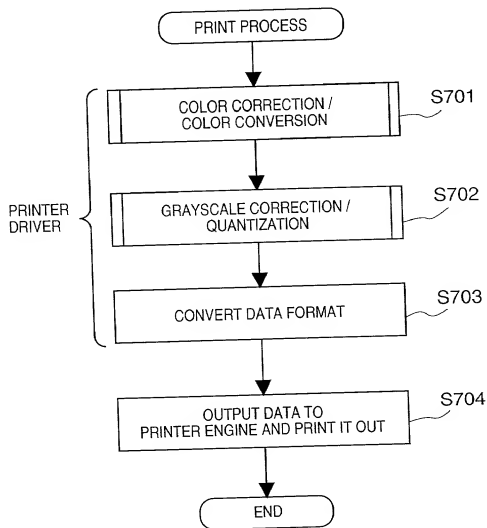 PRINT PROCESS
COLOR CORRECTION /
COLOR CONVERSION
S701
GRAYSCALE CORRECTION /
QUANTIZATION
S702
PRINTER
DRIVER
CONVERT DATA FORMAT
S703
OUTPUT DATA TO
PRINTER ENGINE AND PRINT IT OUT
S704
END